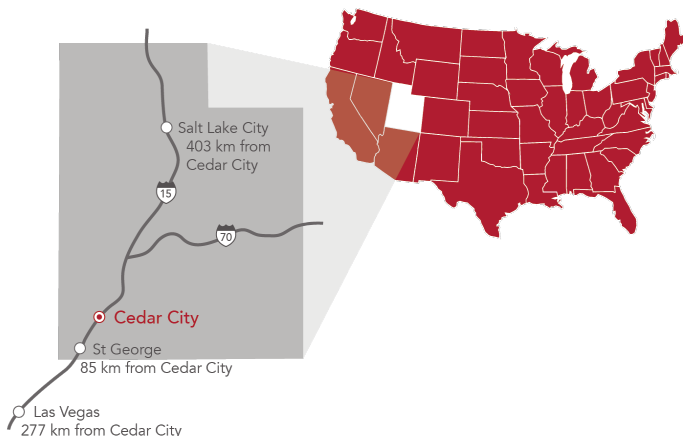 Salt Lake City
403 km from
Cedar City
15
70
Cedar City
St George
85 km from Cedar City
Las Vegas
277 km from Cedar City